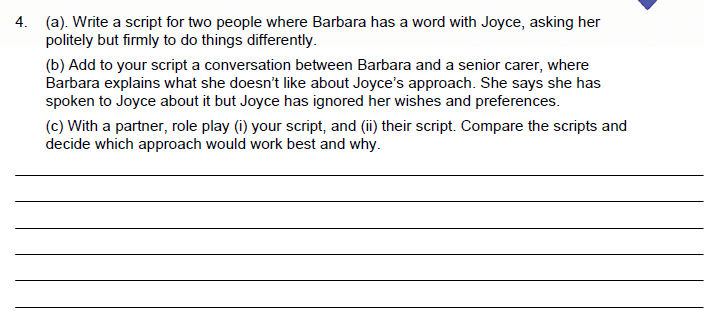 4. (a). Write a script for two people where Barbara has a word with Joyce, asking her
politely but firmly to do things differently.
(b) Add to your script a conversation between Barbara and a senior carer, where
Barbara explains what she doesn’t like about Joyce’s approach. She says she has
spoken to Joyce about it but Joyce has ignored her wishes and preferences.
(c) With a partner, role play (i) your script, and (ii) their script. Compare the scripts and
decide which approach would work best and why.